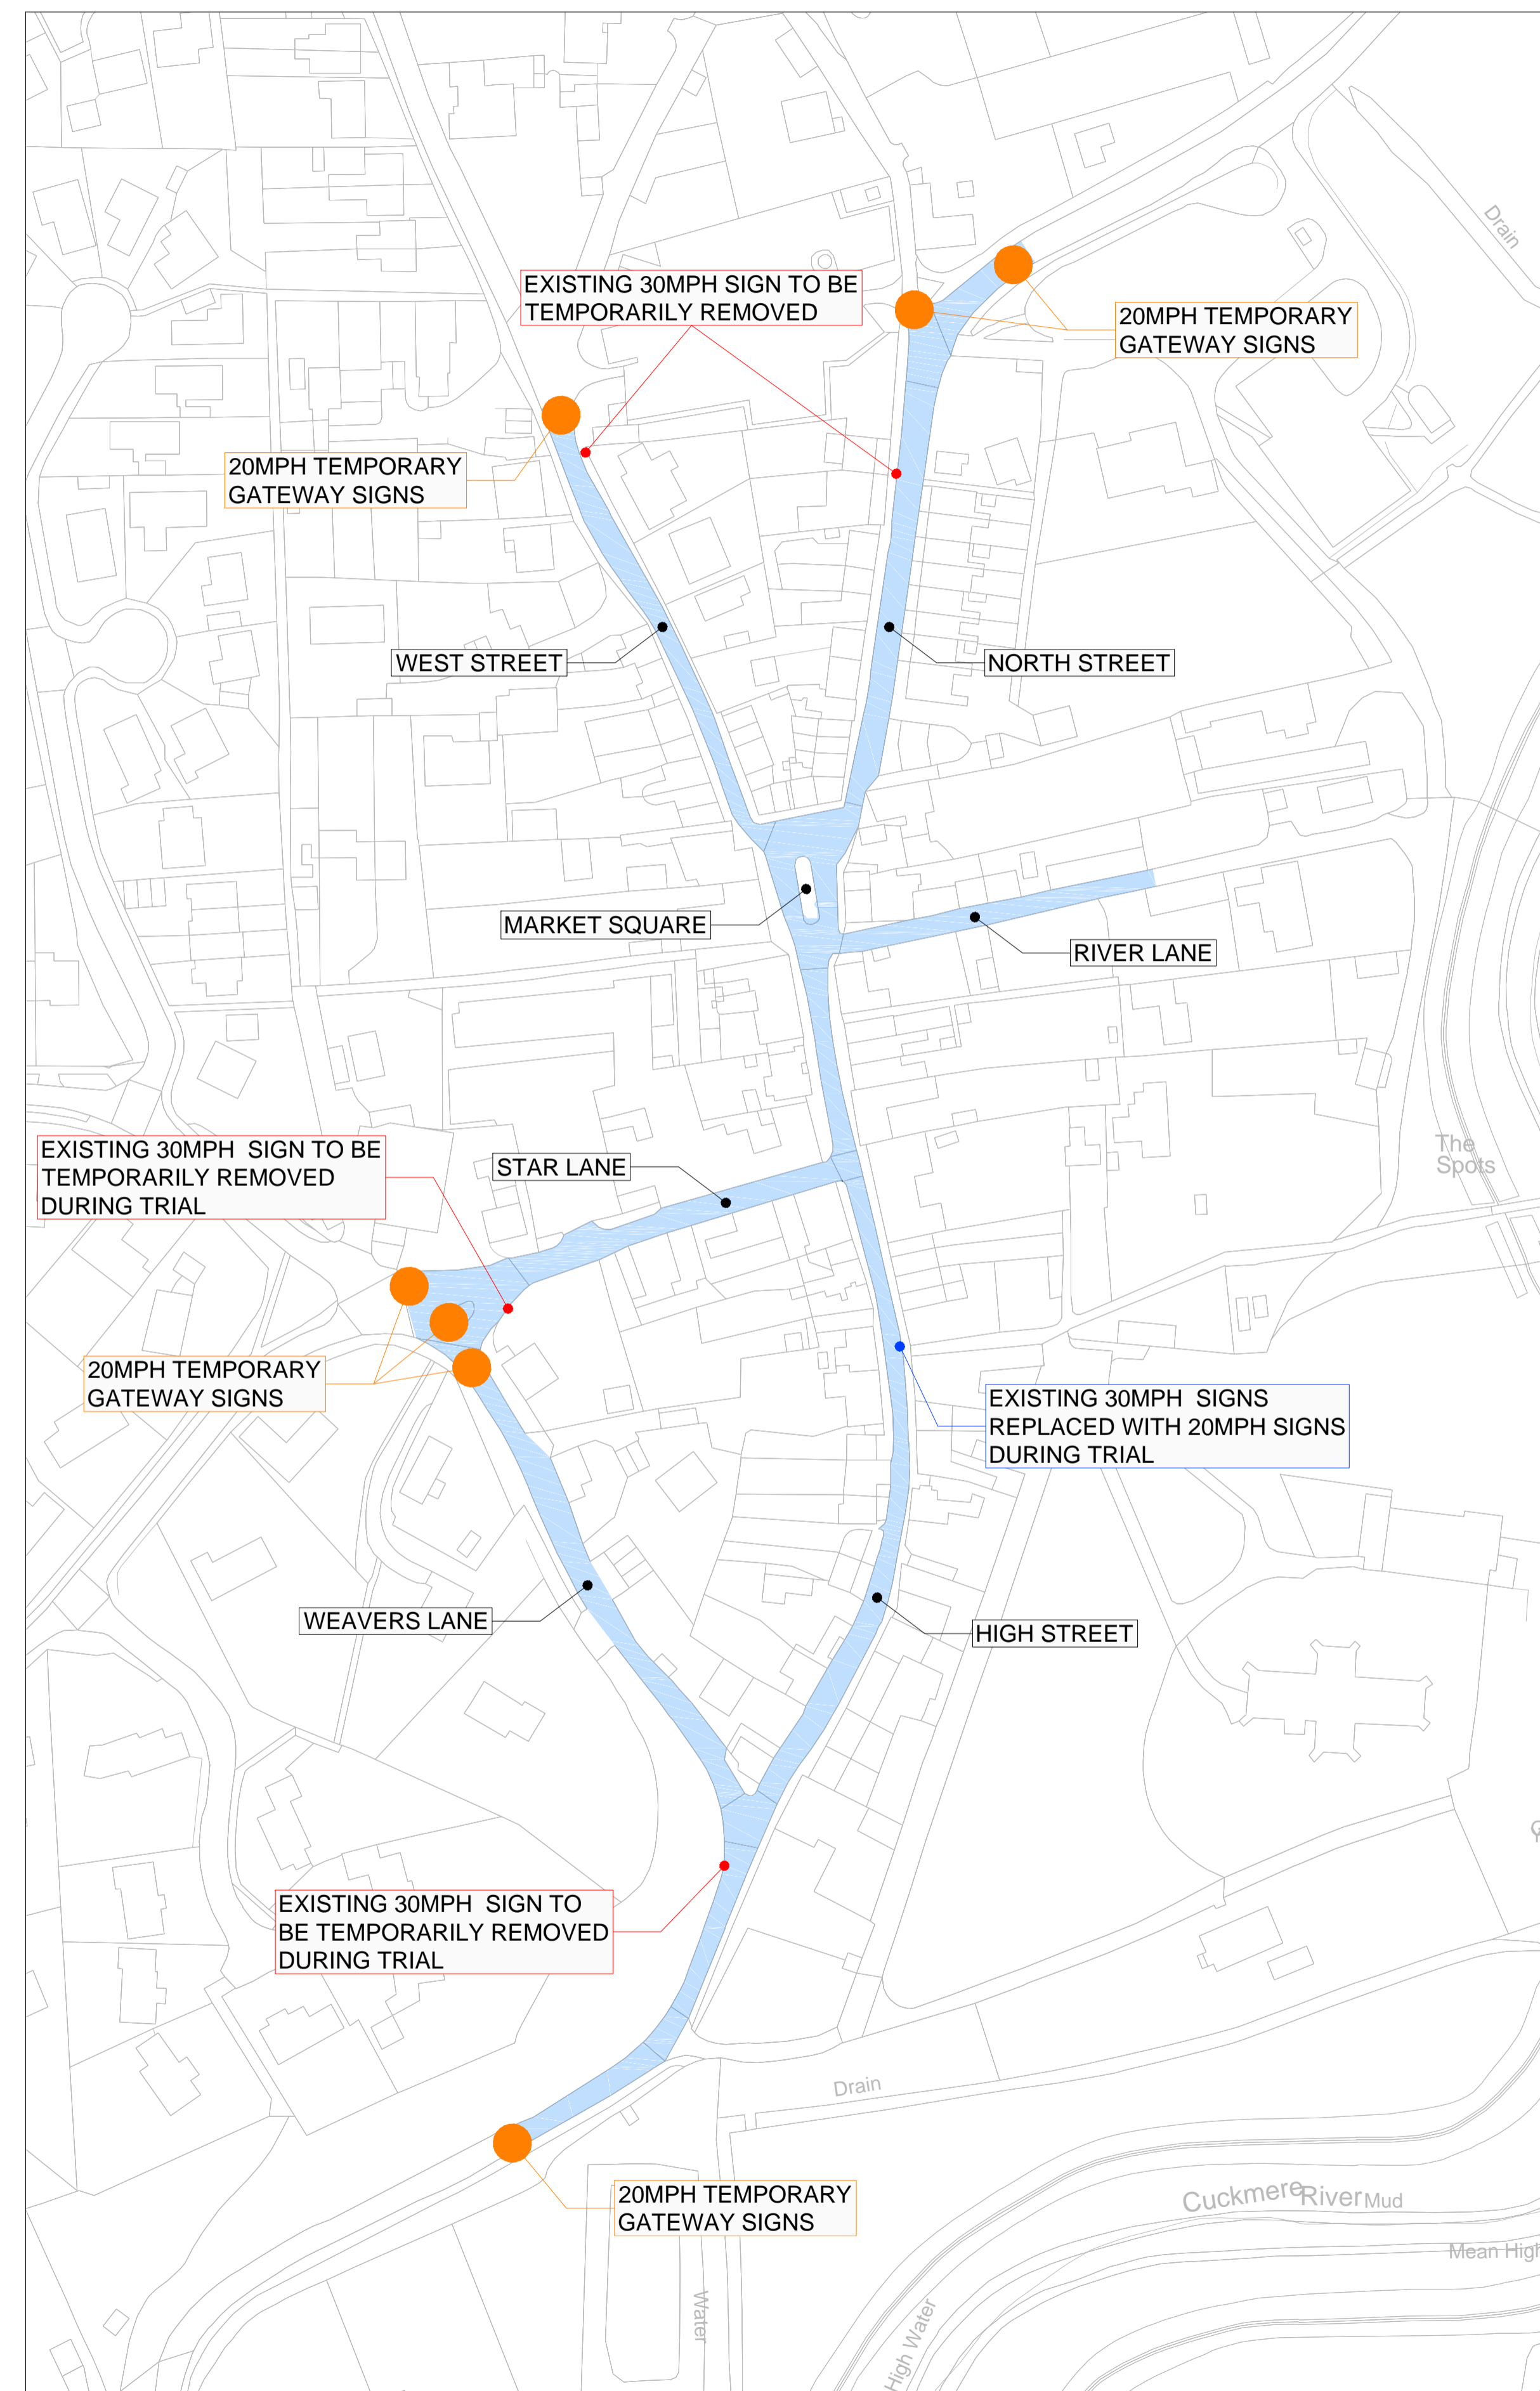 Drain
EXISTING 30MPH SIGN TO BE
TEMPORARILY REMOVED
20MPH TEMPORARY
GATEWAY SIGNS
20MPH TEMPORARY
GATEWAY SIGNS
WEST STREET
NORTH STREET
MARKET SQUARE
RIVER LANE
EXISTING 30MPH SIGN TO BE
TEMPORARILY REMOVED
DURING TRIAL
STAR LANE
The
Spots
20MPH TEMPORARY
GATEWAY SIGNS
EXISTING 30MPH SIGNS
REPLACED WITH 20MPH SIGNS
DURING TRIAL
WEAVERS LANE
HIGH STREET
EXISTING 30MPH SIGN TO
BE TEMPORARILY REMOVED
DURING TRIAL
Drain
20MPH TEMPORARY
GATEWAY SIGNS
Cuckmere River Mud
Mean High
Water
High Water